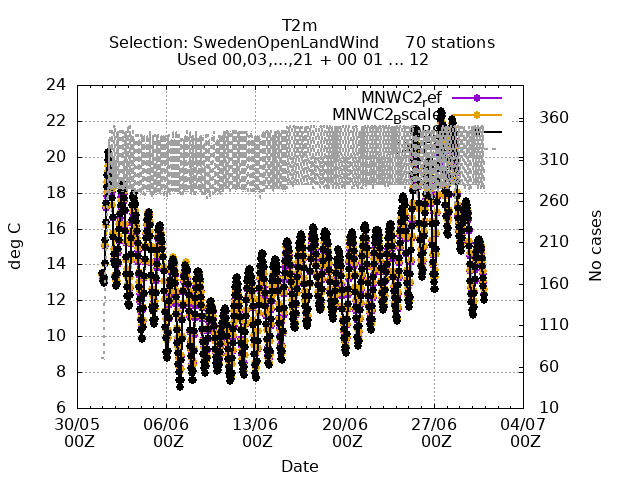 T2m
Selection: SwedenOpenLandWind 70 stations
Used 00,03,...,21 + 00 01 ... 12
24
22
20
18
16
14
12
10
8
6
deg C
MNWC2ref
MNWC2Bscale
360
310
260
210
160
110
60
10
No cases
30/05 06/06 13/06 20/06 27/06 04/07
00Z 00Z 00Z 00Z 00Z 00Z
Date